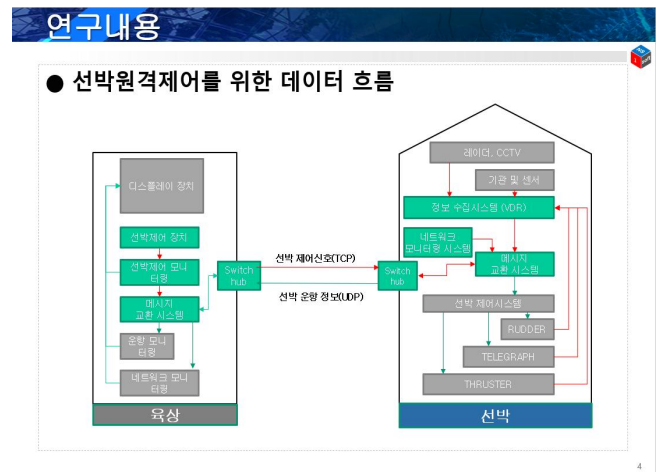 연구내용
● 선박원격제어를 위한 데이터 흐름
디스플레이 장치
선박제어 장치
선박제어 모니
터링
메시지
교환 시스템
운항 모니
터링
네트워크 모니
터링
육상
Switch
hub
선박 제어신호(TCP)
선박 운항 정보(UDP)
Switch
hub
레이더, CCTV
기관 및 센서
정보 수집시스템 (VDR)
네트워크
모니터링 시스템
메시지
교환 시스템
선박 제어시스템
RUDDER
TELEGRAPH
THRUSTER
선박
4